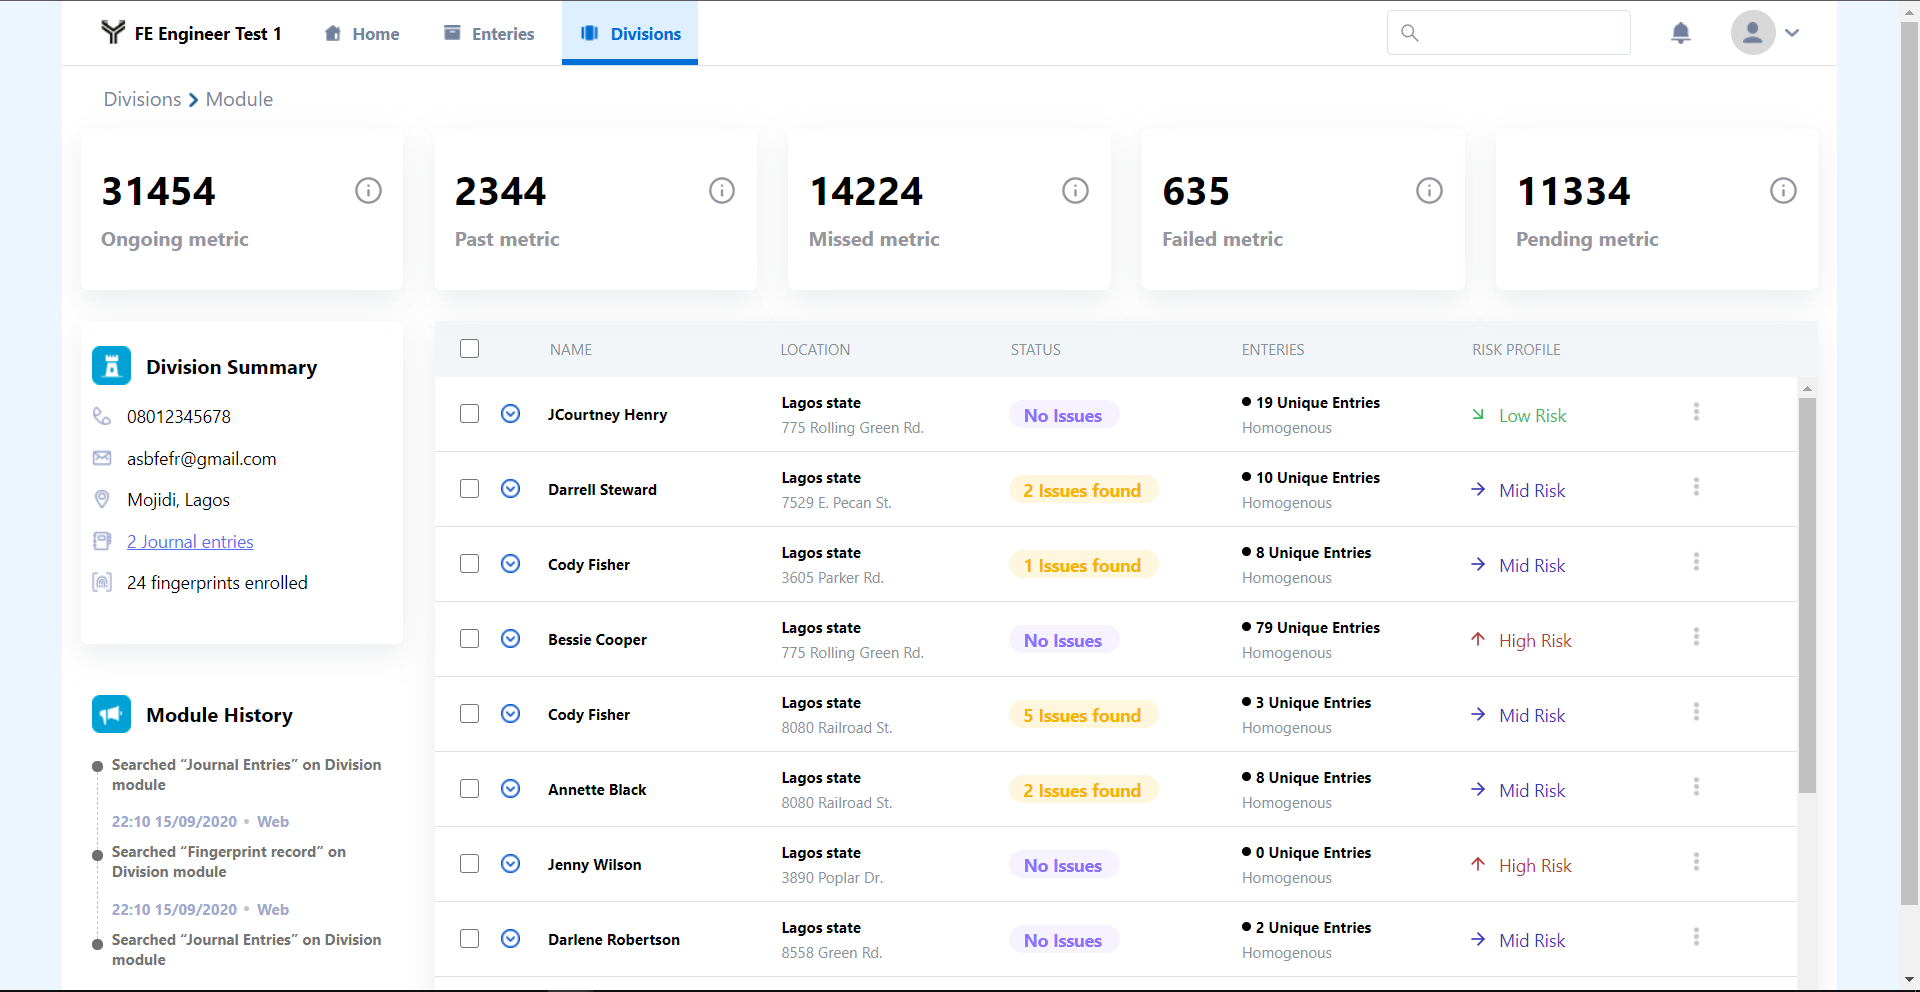 FE Engineer Test 1
Home
Enteries
Divisions
Divisions
Module
31454
Ongoing metric
2344
Past metric
14224
Missed metric
635
Failed metric
11334
Pending metric
Division Summary
08012345678
asbfefr@gmail.com
Mojidi, Lagos
2 Journal entries
24 fingerprints enrolled
Module History
Searched “Journal Entries” on Division
module
22:10 15/09/2020 • Web
Searched “Fingerprint record” on
Division module
22:10 15/09/2020 • Web
Searched “Journal Entries” on Division
module
NAME LOCATION STATUS ENTERIES RISK PROFILE
JCourtney Henry
Lagos state
775 Rolling Green Rd.
No Issues
19 Unique Entries
Homogenous
Low Risk
Darrell Steward
Lagos state
7529 E. Pecan St.
2 Issues found
10 Unique Entries
Homogenous
Mid Risk
Cody Fisher
Lagos state
3605 Parker Rd.
1 Issues found
8 Unique Entries
Homogenous
Mid Risk
Bessie Cooper
Lagos state
775 Rolling Green Rd.
No Issues
79 Unique Entries
Homogenous
High Risk
Cody Fisher
Lagos state
8080 Railroad St.
5 Issues found
3 Unique Entries
Homogenous
Mid Risk
Annette Black
Lagos state
8080 Railroad St.
2 Issues found
8 Unique Entries
Homogenous
Mid Risk
Jenny Wilson
Lagos state
3890 Poplar Dr.
No Issues
0 Unique Entries
Homogenous
High Risk
Darlene Robertson
Lagos state
8558 Green Rd.
No Issues
2 Unique Entries
Homogenous
Mid Risk